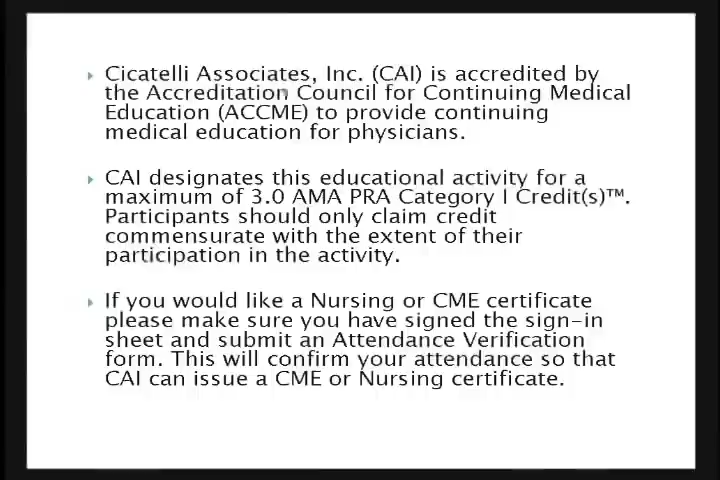 Cicatelli Associates, Inc. (CAI) is accredited by
the Accreditation Council for Continuing Medical
Education (ACCME) to provide continuing
medical education for physicians.
CAI designates this educational activity for a
maximum of 3.0 AMA PRA Category I Credit(s)™.
Participants should only claim credit
commensurate with the extent of their
participation in the activity.
If you would like a Nursing or CME certificate
please make sure you have signed the sign-in
sheet and submit an Attendance Verification
form. This will confirm your attendance so that
CAI can issue a CME or Nursing certificate.